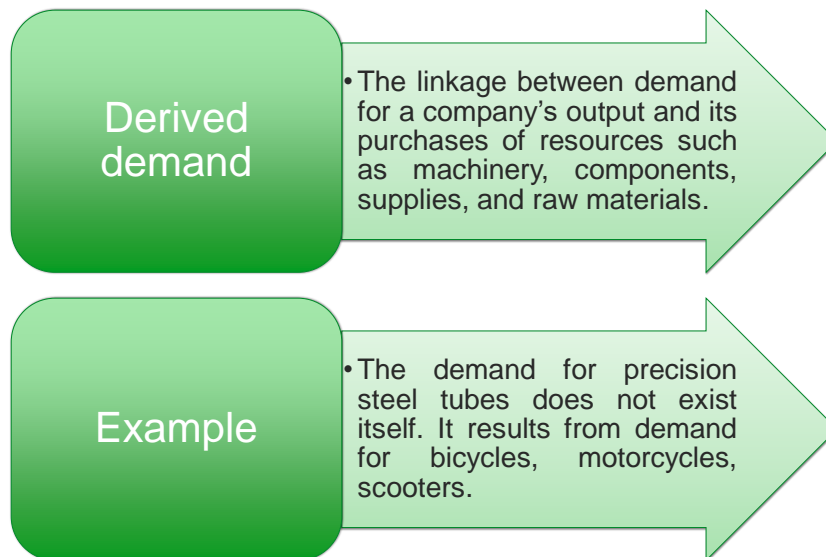 Derived
demand
• The linkage between demand
for a company’s output and its
purchases of resources such
as machinery, components,
supplies, and raw materials.
Example
• The demand for precision
steel tubes does not exist
itself. It results from demand
for bicycles, motorcycles,
scooters.